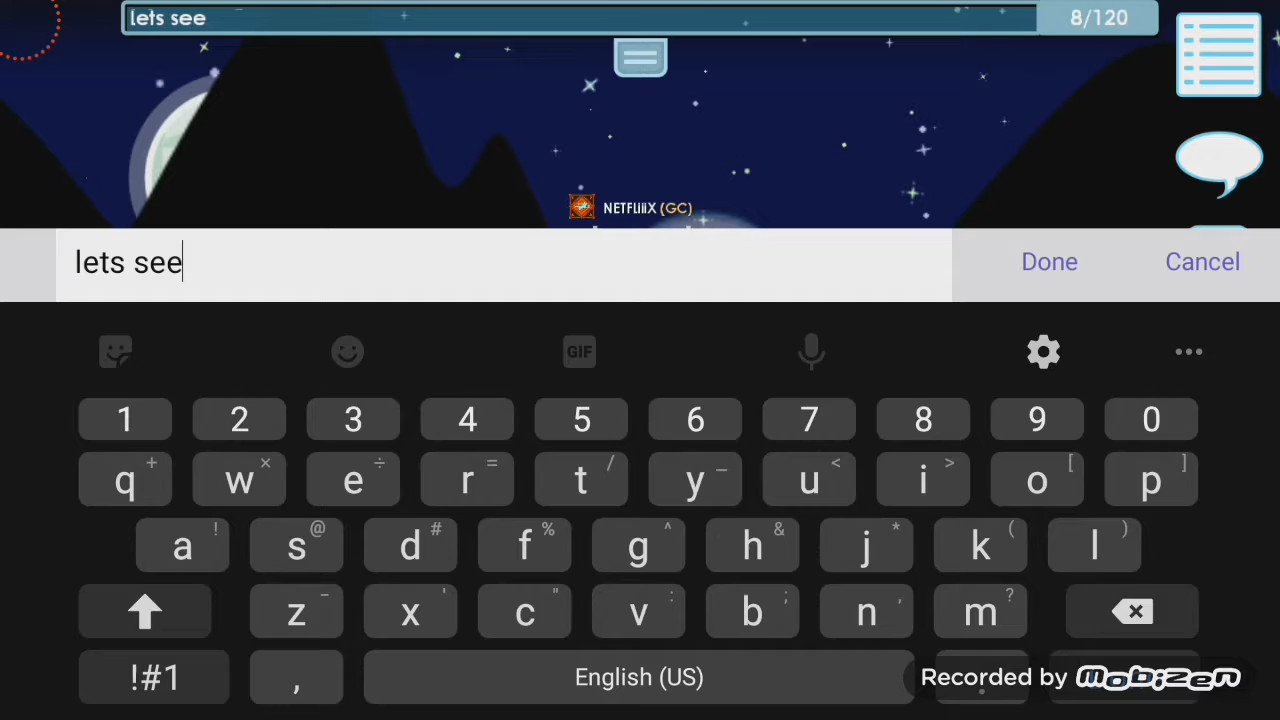 lets see 8/120
NETFLiiiX (GC)
lets see Done Cancel
GIF
1 2 3 4 5 6 7 8 9 0
q + w × e ÷ r = t / y _ u < i > o [ p ]
a ! s @ d # f % g ^ h & j * k ( l )
z - x ' c " v : b ; n , m ?
!#1 , English (US) .
Recorded by mobizen